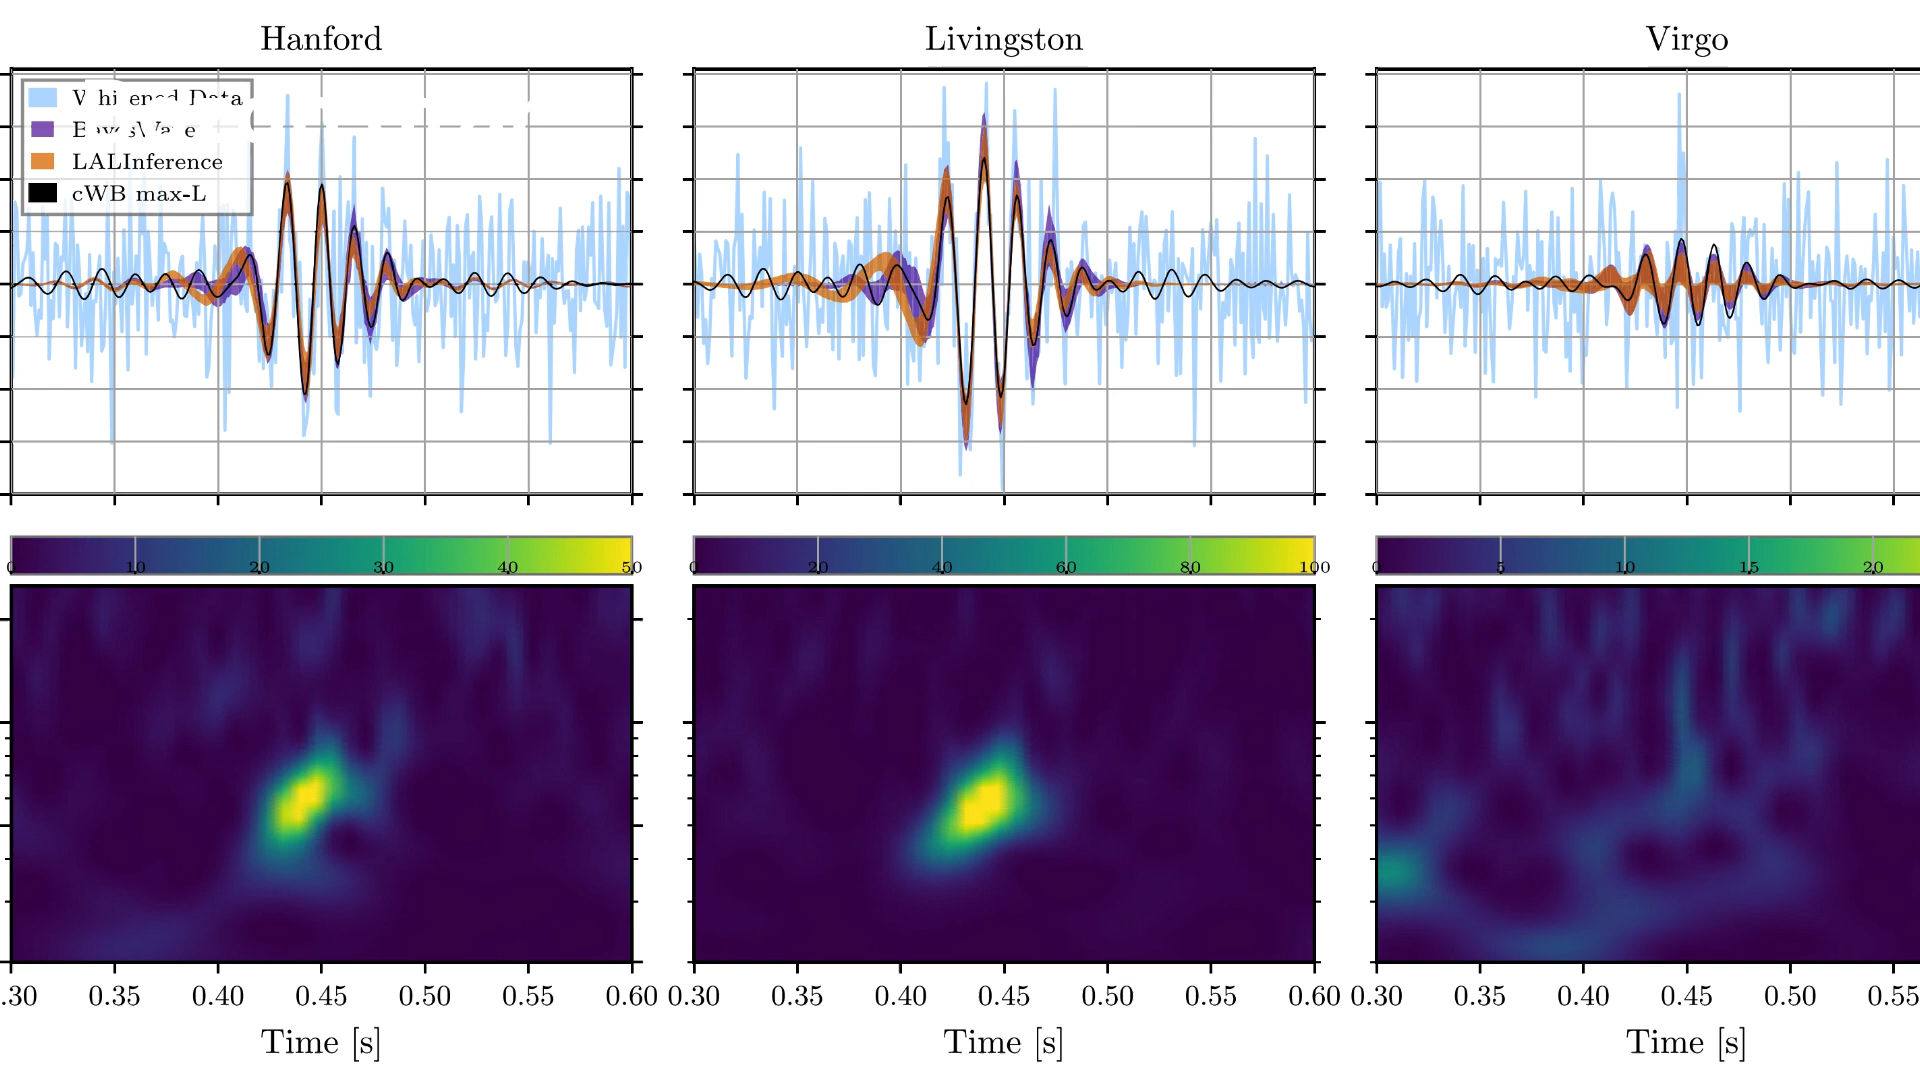 Hanford Livingston Virgo
LALInference
cWB max-L
0 10 20 30 40 50 0 20 40 60 80 100 0 5 10 15 20
.30 0.35 0.40 0.45 0.50 0.55 0.60 0.30 0.35 0.40 0.45 0.50 0.55 0.60 0.30 0.35 0.40 0.45 0.50 0.55
Time [s] Time [s] Time [s]